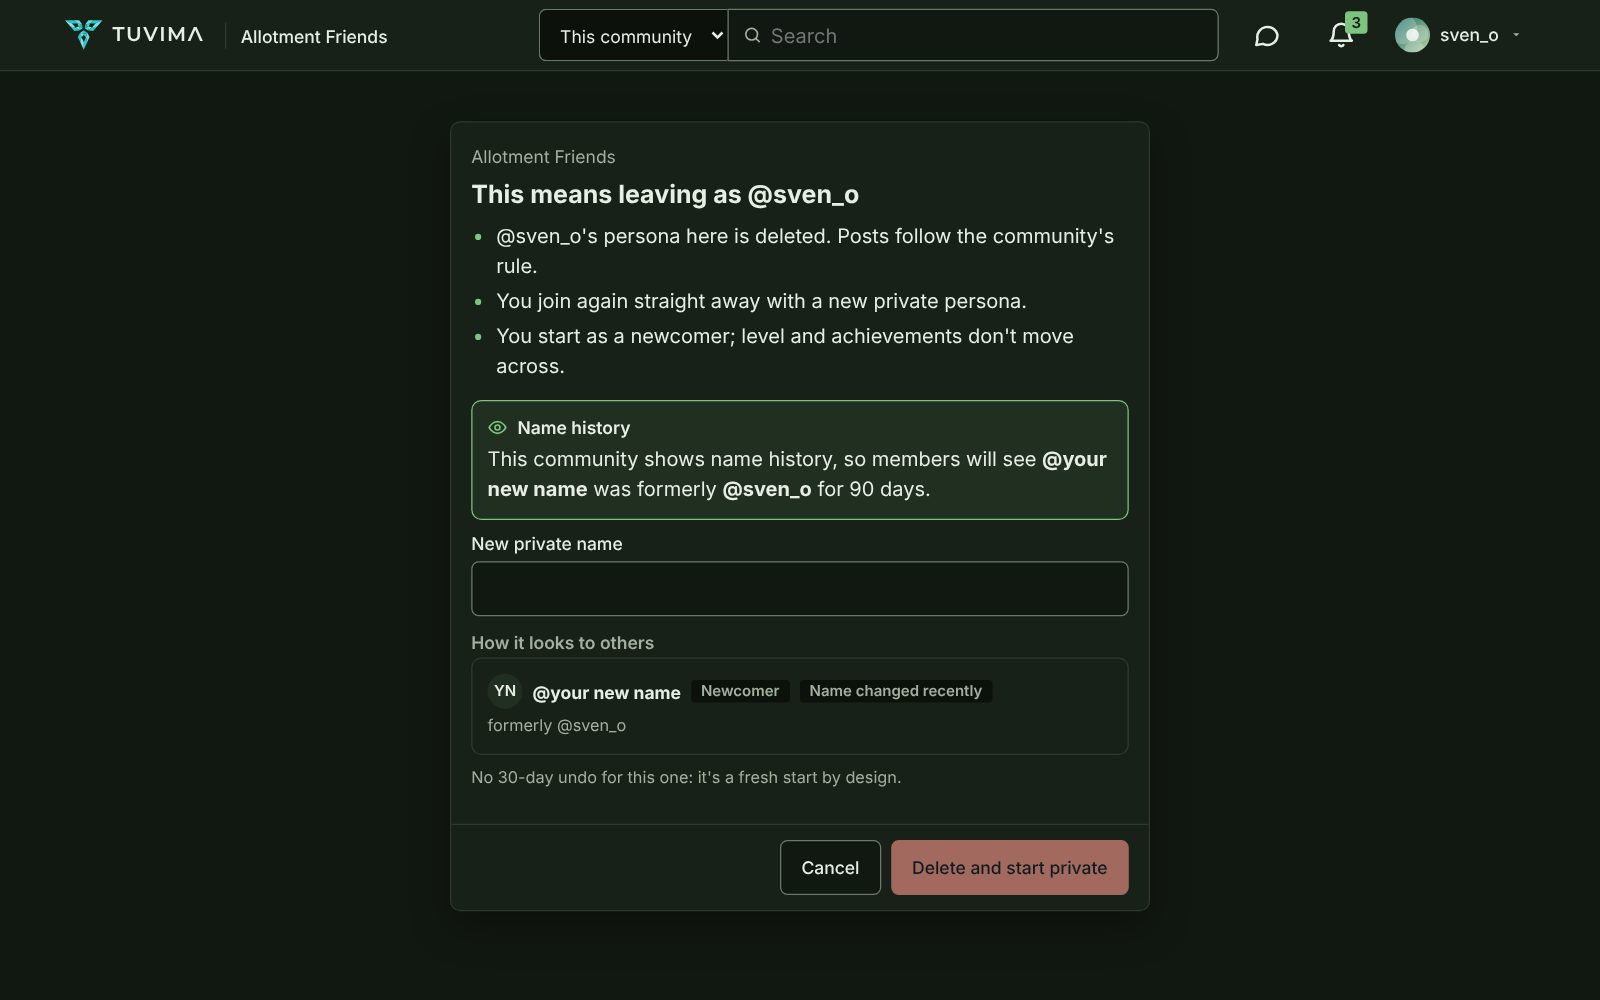 TUVIMA
Allotment Friends
This community
Search
3
sven_o
Allotment Friends
This means leaving as @sven_o
@sven_o's persona here is deleted. Posts follow the community's
rule.
You join again straight away with a new private persona.
You start as a newcomer; level and achievements don't move
across.
Name history
This community shows name history, so members will see @your
new name was formerly @sven_o for 90 days.
New private name
How it looks to others
YN
@your new name
Newcomer
Name changed recently
formerly @sven_o
No 30-day undo for this one: it's a fresh start by design.
Cancel
Delete and start private